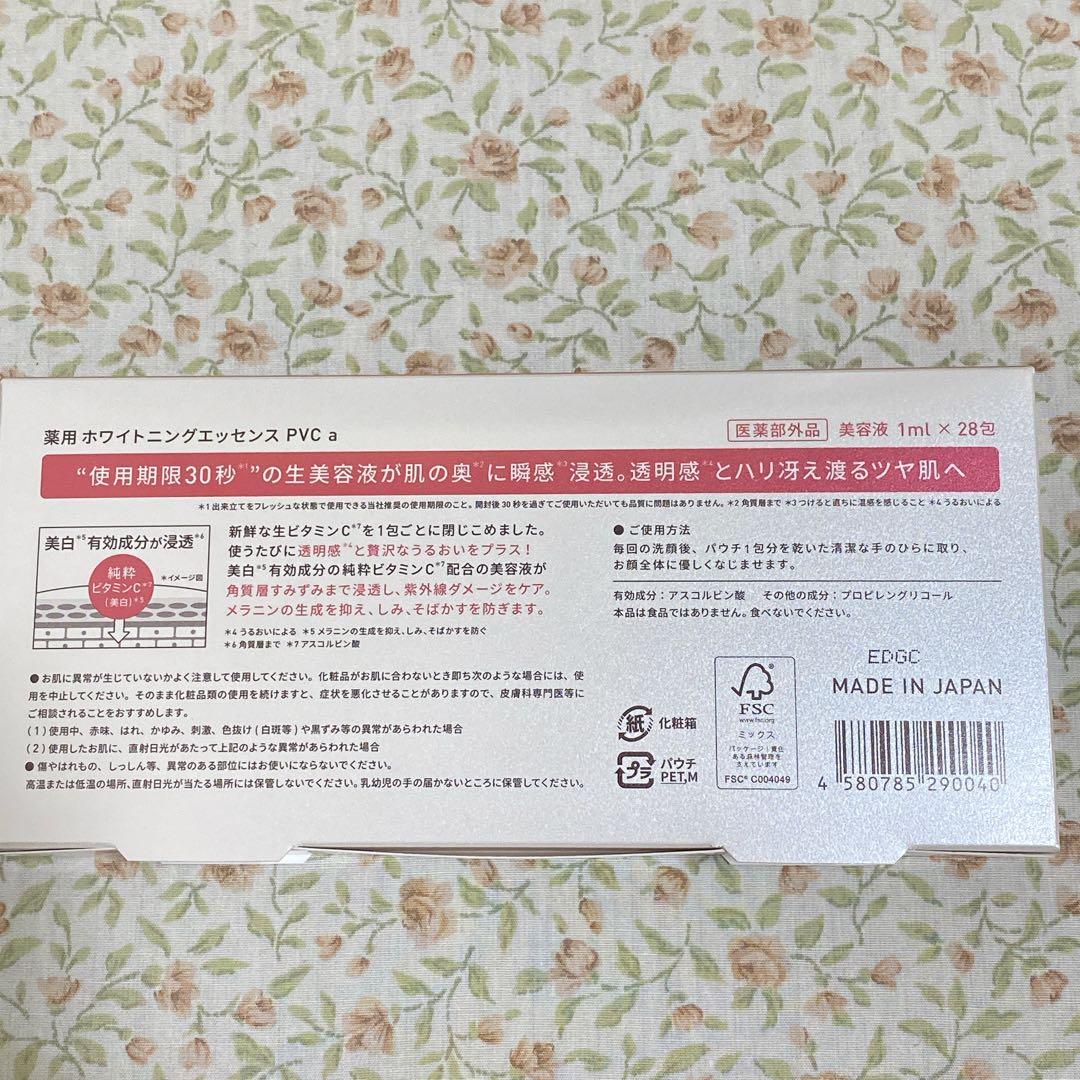 薬用 ホワイトニングエッセンス PVC a
医薬部外品 美容液 1ml × 28包
“使用期限30秒*1”の生美容液が肌の奥*2に瞬感*3浸透。透明感*4とハリ冴え渡るツヤ肌へ
*1 出来立てをフレッシュな状態で使用できる当社推奨の使用期限のこと。開封後30秒を過ぎてご使用いただいても品質に問題はありません。*2 角質層まで *3 つけると直ちに温感を感じること *4 うるおいによる
美白*5有効成分が浸透*6
純粋
ビタミンC*7
(美白)*5
*イメージ図
新鮮な生ビタミンC*7を1包ごとに閉じこめました。
使うたびに透明感*4と贅沢なうるおいをプラス!
美白*5有効成分の純粋ビタミンC*7配合の美容液が
角質層すみずみまで浸透し、紫外線ダメージをケア。
メラニンの生成を抑え、しみ、そばかすを防ぎます。
*4 うるおいによる *5 メラニンの生成を抑え、しみ、そばかすを防ぐ
*6 角質層まで *7 アスコルビン酸
● ご使用方法
毎回の洗顔後、パウチ1包分を乾いた清潔な手のひらに取り、
お顔全体に優しくなじませます。
有効成分:アスコルビン酸 その他の成分:プロピレングリコール
本品は食品ではありません。食べないでください。
●お肌に異常が生じていないかよく注意して使用してください。化粧品がお肌に合わないとき即ち次のような場合には、使
用を中止してください。そのまま化粧品類の使用を続けますと、症状を悪化させることがありますので、皮膚科専門医等に
ご相談されることをおすすめします。
(1)使用中、赤味、はれ、かゆみ、刺激、色抜け(白斑等)や黒ずみ等の異常があらわれた場合
(2)使用したお肌に、直射日光があたって上記のような異常があらわれた場合
●傷やはれもの、しっしん等、異常のある部位にはお使いにならないでください。
高温または低温の場所、直射日光が当たる場所には保管しないでください。乳幼児の手の届かないところに保管してください。
紙 化粧箱
プラ パウチ
PET,M
FSC
www.fsc.org
ミックス
パッケージ|責任
ある森林管理を
支えています
FSC® C004049
EDGC
MADE IN JAPAN
4 580785 290040